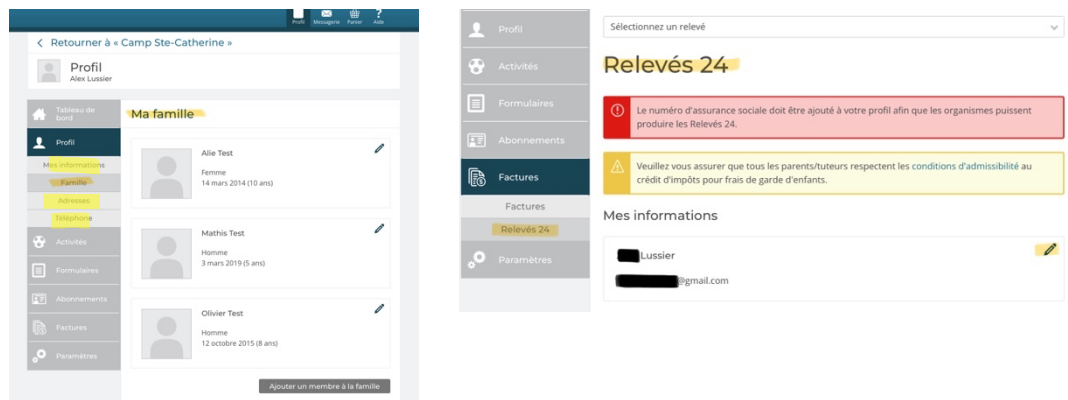 Profil
Messagerie
Panier
Aide
Retourner à « Camp Ste-Catherine »
Profil
Alex Lussier
Tableau de
bord
Profil
Mes informations
Famille
Adresses
Téléphone
Activités
Formulaires
Abonnements
Factures
Paramètres
Ma famille
Alie Test
Femme
14 mars 2014 (10 ans)
Mathis Test
Homme
3 mars 2019 (5 ans)
Olivier Test
Homme
12 octobre 2015 (8 ans)
Ajouter un membre à la famille
Profil
Activités
Formulaires
Abonnements
Factures
Factures
Relevés 24
Paramètres
Sélectionnez un relevé
Relevés 24
Le numéro d'assurance sociale doit être ajouté à votre profil afin que les organismes puissent
produire les Relevés 24.
Veuillez vous assurer que tous les parents/tuteurs respectent les conditions d'admissibilité au
crédit d'impôts pour frais de garde d'enfants.
Mes informations
Lussier
@gmail.com